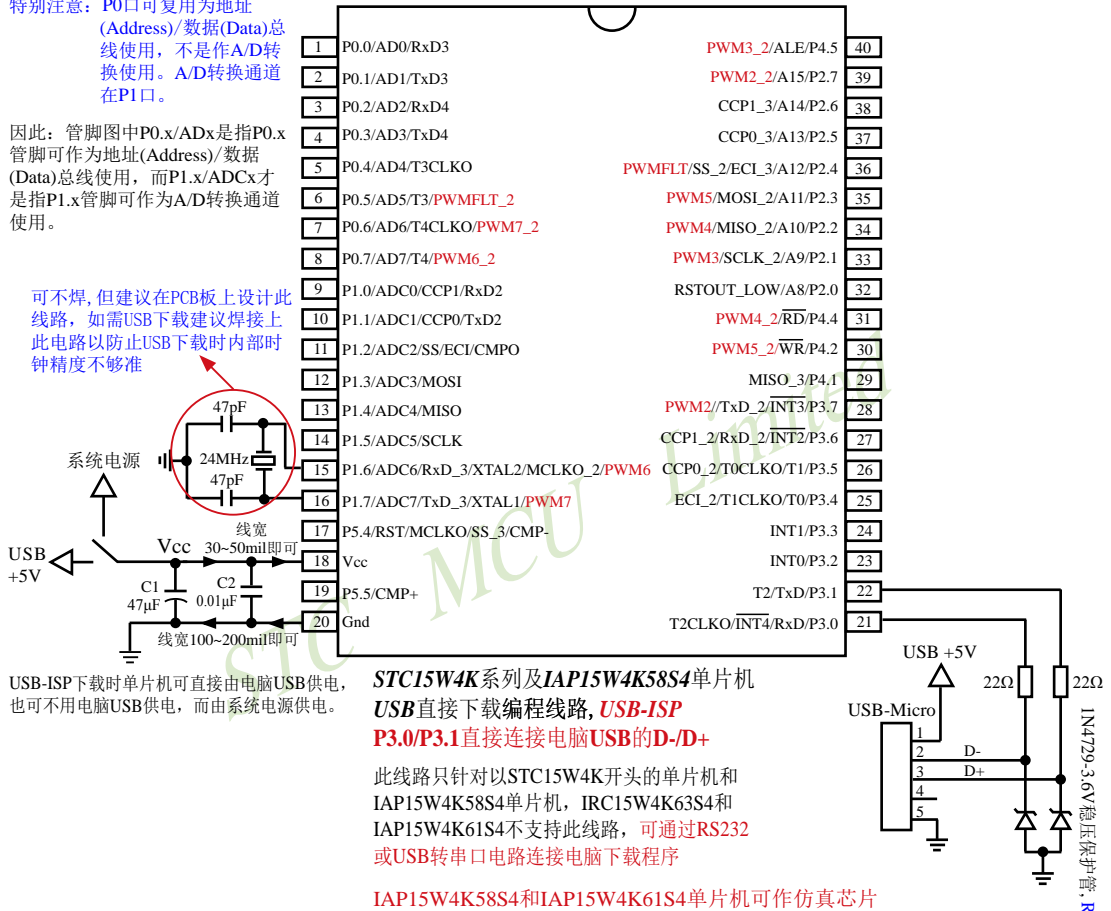 特别注意：P0口可复用为地址
(Address)/数据(Data)总
线使用，不是作A/D转
换使用。A/D转换通道
在P1口。
因此：管脚图中P0.x/ADx是指P0.x
管脚可作为地址(Address)/数据
(Data)总线使用，而P1.x/ADCx才
是指P1.x管脚可作为A/D转换通道
使用。
可不焊,但建议在PCB板上设计此
线路，如需USB下载建议焊接上
此电路以防止USB下载时内部时
钟精度不够准
47pF
24MHz
47pF
系统电源
USB
+5V
Vcc
线宽
30~50mil即可
C1
47μF
C2
0.01μF
线宽100~200mil即可
USB-ISP下载时单片机可直接由电脑USB供电，
也可不用电脑USB供电，而由系统电源供电。
1 P0.0/AD0/RxD3
2 P0.1/AD1/TxD3
3 P0.2/AD2/RxD4
4 P0.3/AD3/TxD4
5 P0.4/AD4/T3CLKO
6 P0.5/AD5/T3/PWMFLT_2
7 P0.6/AD6/T4CLKO/PWM7_2
8 P0.7/AD7/T4/PWM6_2
9 P1.0/ADC0/CCP1/RxD2
10 P1.1/ADC1/CCP0/TxD2
11 P1.2/ADC2/SS/ECI/CMPO
12 P1.3/ADC3/MOSI
13 P1.4/ADC4/MISO
14 P1.5/ADC5/SCLK
15 P1.6/ADC6/RxD_3/XTAL2/MCLKO_2/PWM6
16 P1.7/ADC7/TxD_3/XTAL1/PWM7
17 P5.4/RST/MCLKO/SS_3/CMP-
18 Vcc
19 P5.5/CMP+
20 Gnd
PWM3_2/ALE/P4.5 40
PWM2_2/A15/P2.7 39
CCP1_3/A14/P2.6 38
CCP0_3/A13/P2.5 37
PWMFLT/SS_2/ECI_3/A12/P2.4 36
PWM5/MOSI_2/A11/P2.3 35
PWM4/MISO_2/A10/P2.2 34
PWM3/SCLK_2/A9/P2.1 33
RSTOUT_LOW/A8/P2.0 32
PWM4_2/RD/P4.4 31
PWM5_2/WR/P4.2 30
MISO_3/P4.1 29
PWM2//TxD_2/INT3/P3.7 28
CCP1_2/RxD_2/INT2/P3.6 27
CCP0_2/T0CLKO/T1/P3.5 26
ECI_2/T1CLKO/T0/P3.4 25
INT1/P3.3 24
INT0/P3.2 23
T2/TxD/P3.1 22
T2CLKO/INT4/RxD/P3.0 21
STC MCU Limited
STC15W4K系列及IAP15W4K58S4单片机
USB直接下载编程线路, USB-ISP
P3.0/P3.1直接连接电脑USB的D-/D+
此线路只针对以STC15W4K开头的单片机和
IAP15W4K58S4单片机，IRC15W4K63S4和
IAP15W4K61S4不支持此线路，可通过RS232
或USB转串口电路连接电脑下载程序
IAP15W4K58S4和IAP15W4K61S4单片机可作仿真芯片
USB +5V
USB-Micro
1
2
3
4
5
D-
D+
22Ω
22Ω
1N4729-3.6V稳压保护管, R